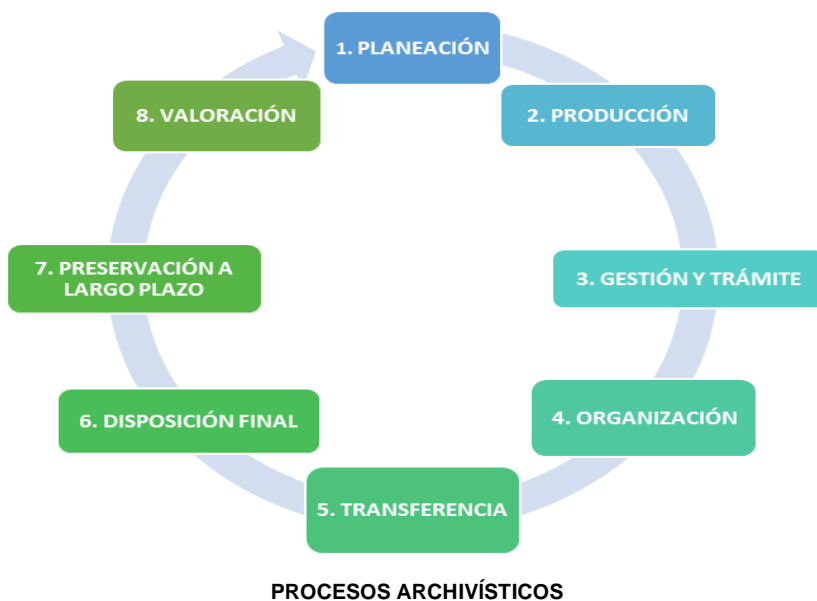 1. PLANEACIÓN
2. PRODUCCIÓN
3. GESTIÓN Y TRÁMITE
4. ORGANIZACIÓN
5. TRANSFERENCIA
6. DISPOSICIÓN FINAL
7. PRESERVACIÓN A
LARGO PLAZO
8. VALORACIÓN
PROCESOS ARCHIVÍSTICOS